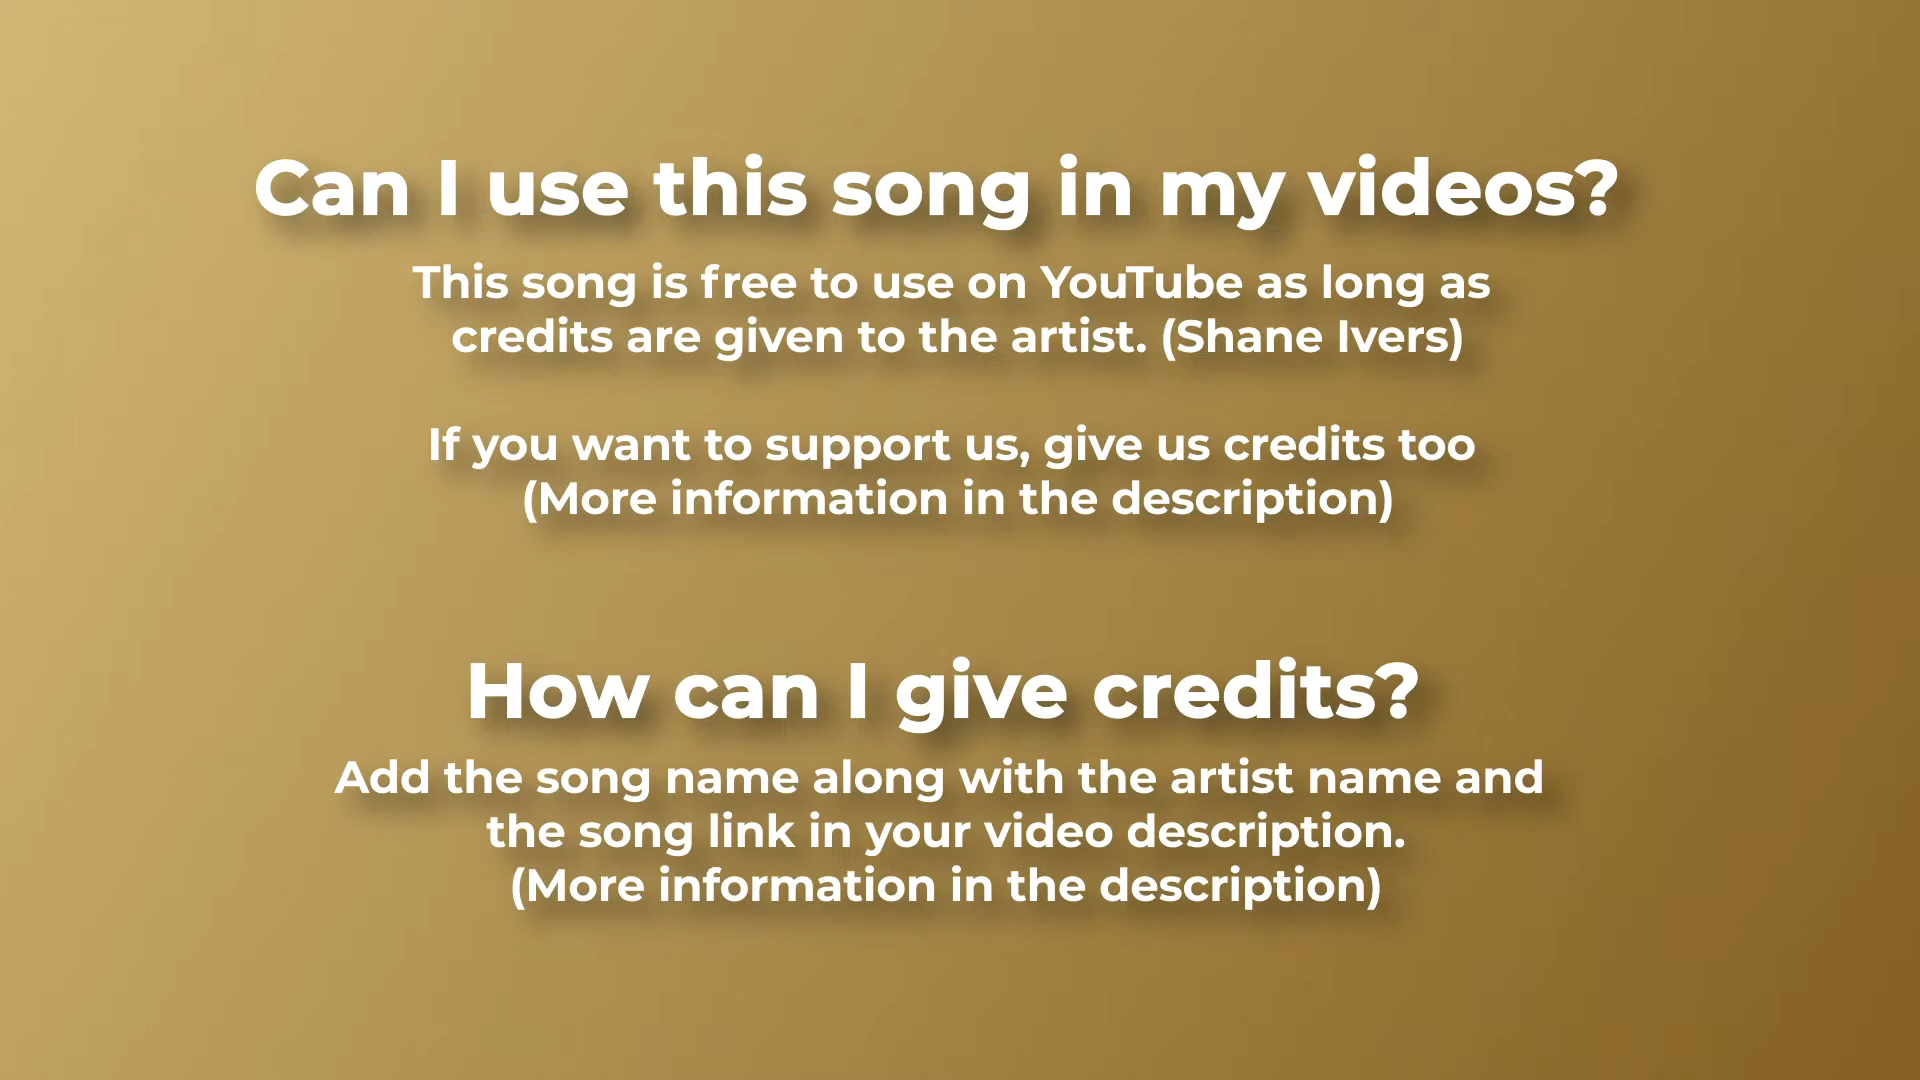 Can I use this song in my videos?
This song is free to use on YouTube as long as
credits are given to the artist. (Shane Ivers)
If you want to support us, give us credits too
(More information in the description)
How can I give credits?
Add the song name along with the artist name and
the song link in your video description.
(More information in the description)